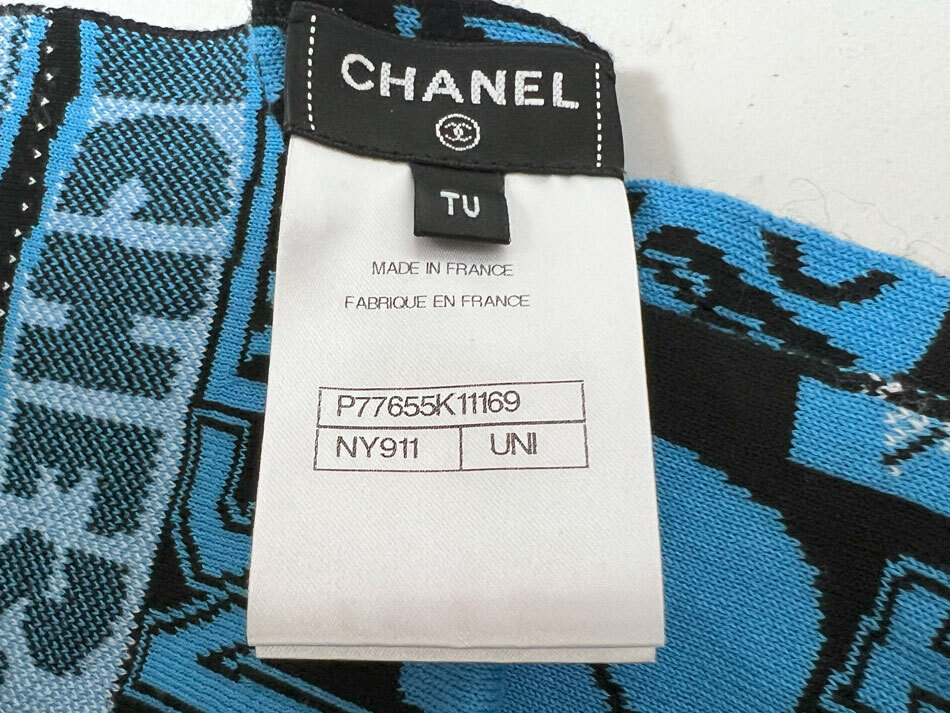 CHANEL
TU
MADE IN FRANCE
FABRIQUE EN FRANCE
P77655K11169
NY911 UNI